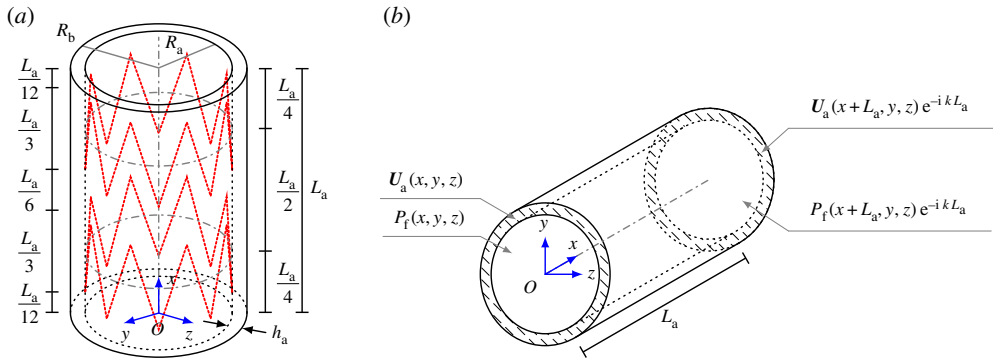 (a)
R_b
R_a
L_a/12
L_a/3
L_a/6
L_a/3
L_a/12
L_a/4
L_a/2
L_a/4
L_a
x
y
O
z
h_a
(b)
U_a(x, y, z)
P_f(x, y, z)
U_a(x+L_a, y, z) e^{-i k L_a}
P_f(x+L_a, y, z) e^{-i k L_a}
y
x
z
O
L_a